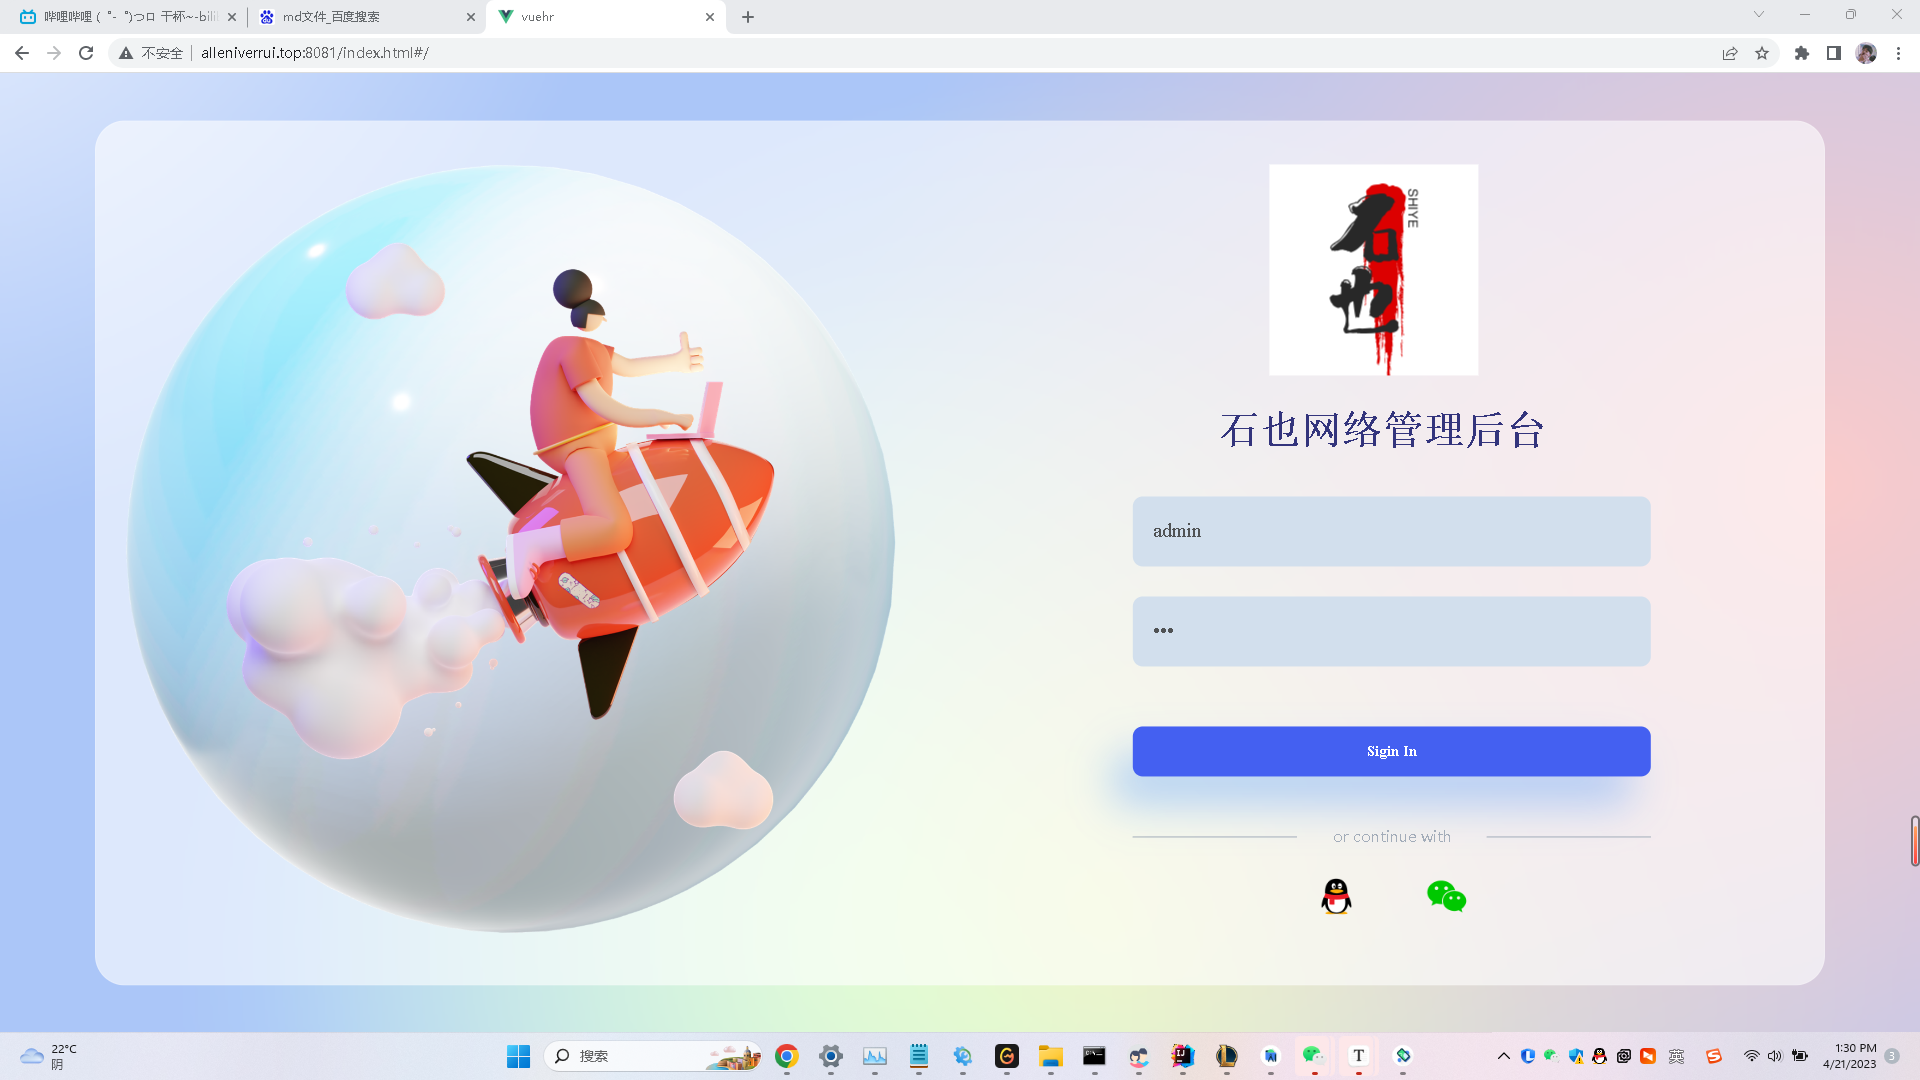 哔哩哔哩 (゜-゜)つロ 干杯~-bili
md文件_百度搜索
vuehr
不安全
alleniverrui.top:8081/index.html#/
石也
SHIYE
石也网络管理后台
admin
•••
Sigin In
or continue with
22°C
阴
搜索
英
1:30 PM
4/21/2023
3